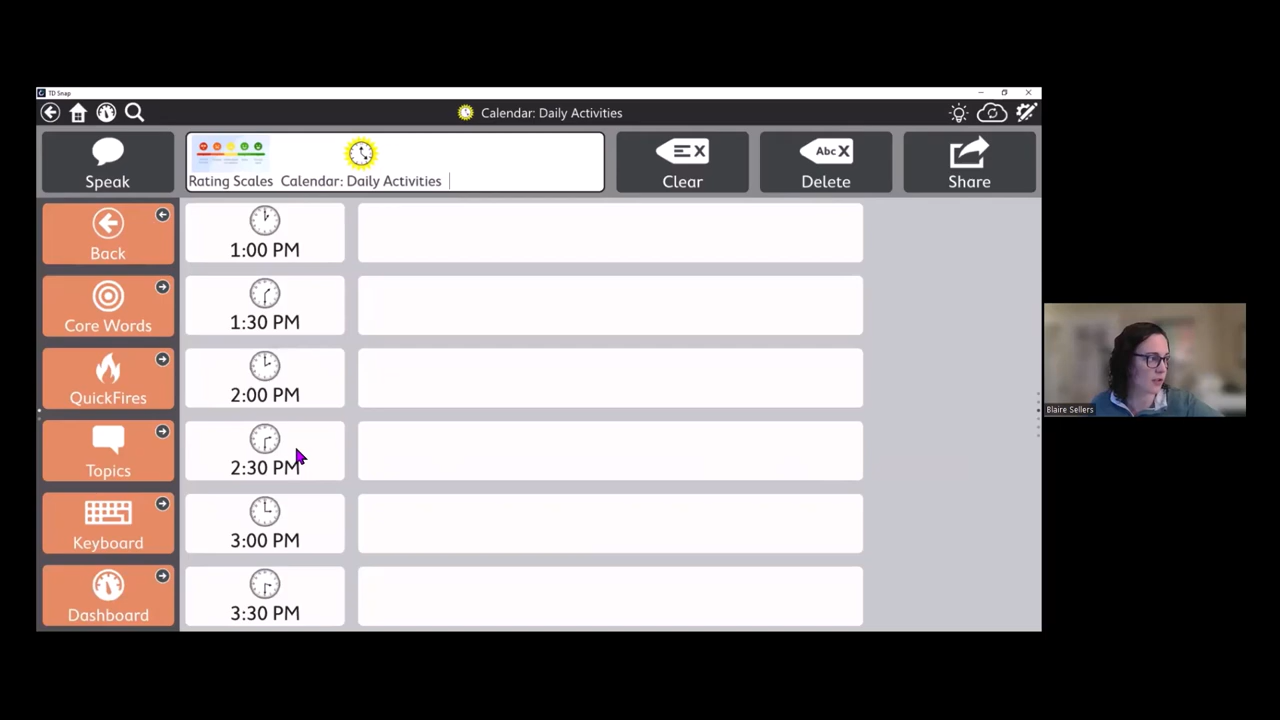 TD Snap
Calendar: Daily Activities
Speak
Rating Scales Calendar: Daily Activities
Clear
Abc X
Delete
Share
Back
1:00 PM
Core Words
1:30 PM
QuickFires
2:00 PM
Topics
2:30 PM
Keyboard
3:00 PM
Dashboard
3:30 PM
Blaire Sellers